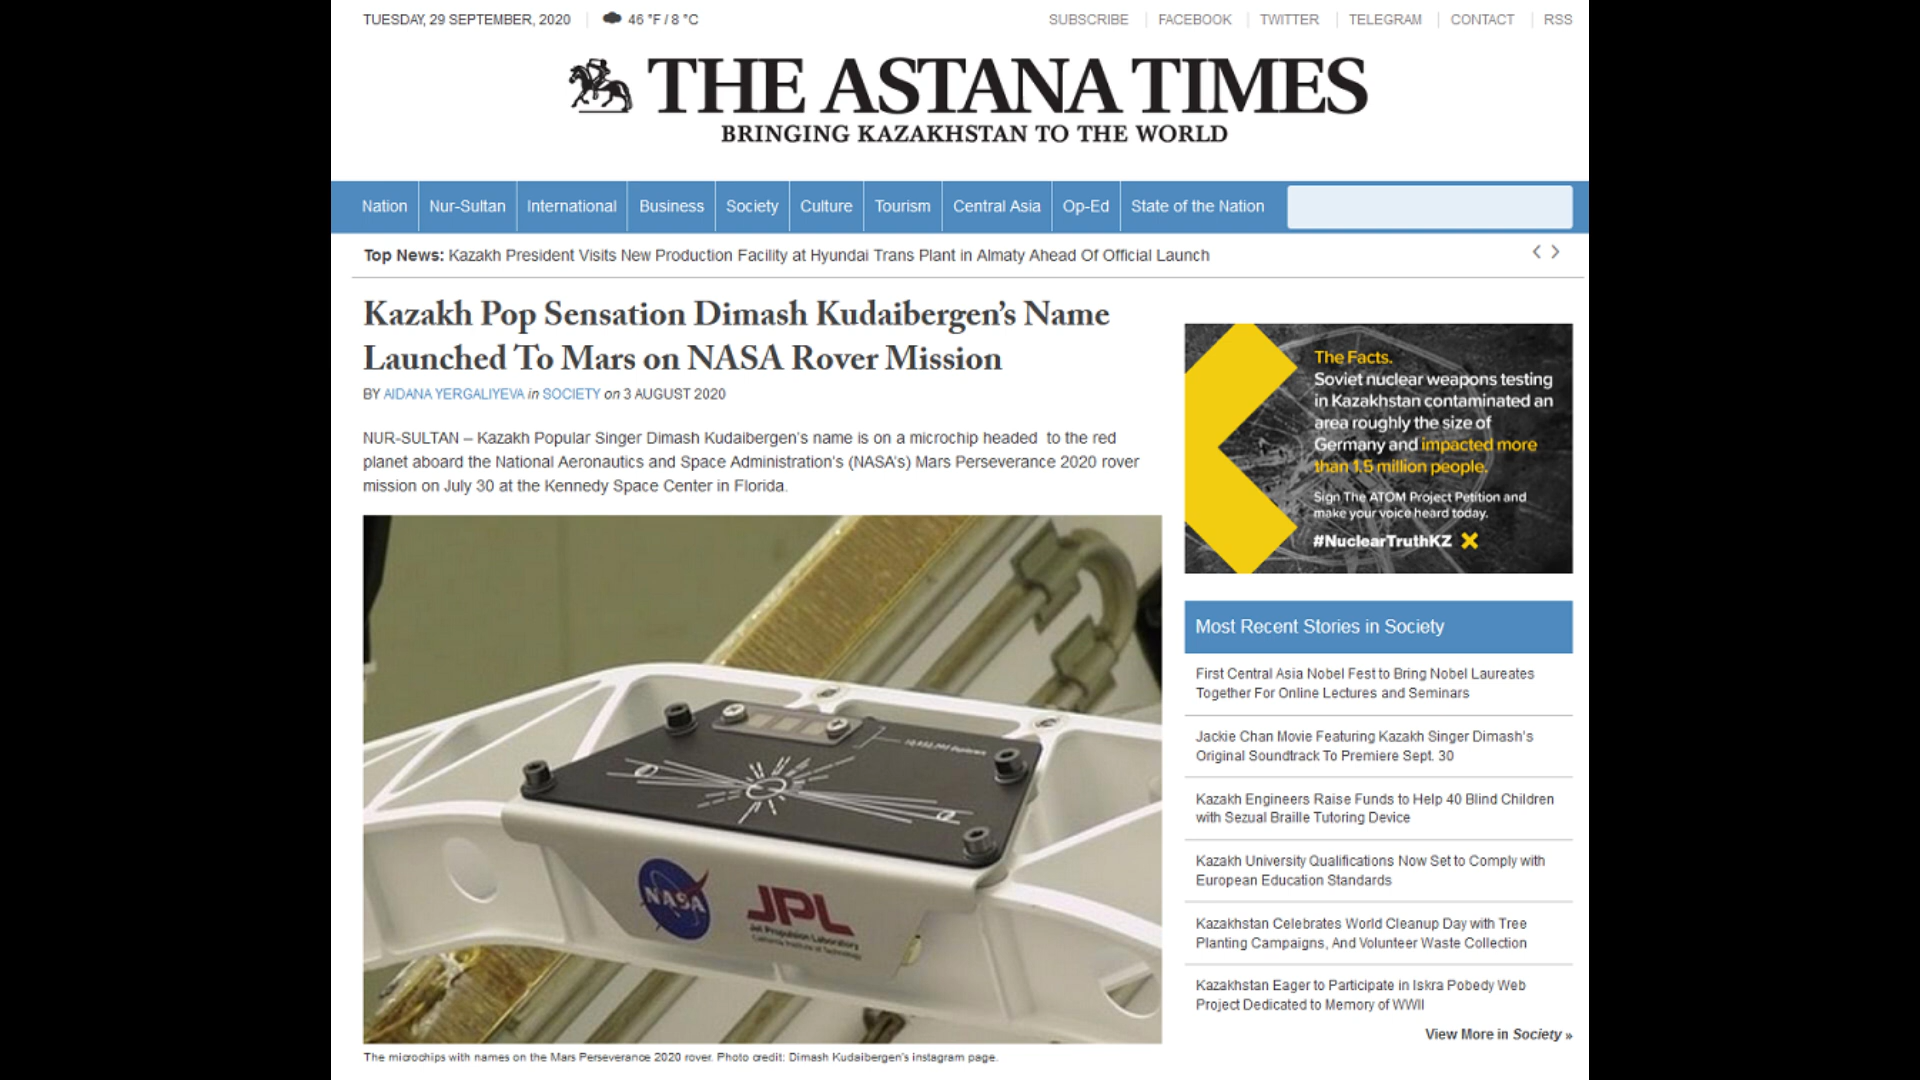 TUESDAY, 29 SEPTEMBER, 2020
46 °F / 8 °C
SUBSCRIBE
FACEBOOK
TWITTER
TELEGRAM
CONTACT
RSS
THE ASTANA TIMES
BRINGING KAZAKHSTAN TO THE WORLD
Nation
Nur-Sultan
International
Business
Society
Culture
Tourism
Central Asia
Op-Ed
State of the Nation
Top News: Kazakh President Visits New Production Facility at Hyundai Trans Plant in Almaty Ahead Of Official Launch
Kazakh Pop Sensation Dimash Kudaibergen's Name
Launched To Mars on NASA Rover Mission
BY AIDANA YERGALIYEVA in SOCIETY on 3 AUGUST 2020
NUR-SULTAN – Kazakh Popular Singer Dimash Kudaibergen's name is on a microchip headed to the red
planet aboard the National Aeronautics and Space Administration's (NASA's) Mars Perseverance 2020 rover
mission on July 30 at the Kennedy Space Center in Florida.
NASA
JPL
Jet Propulsion Laboratory
California Institute of Technology
The microchips with names on the Mars Perseverance 2020 rover. Photo credit: Dimash Kudaibergen's instagram page.
The Facts.
Soviet nuclear weapons testing
in Kazakhstan contaminated an
area roughly the size of
Germany and impacted more
than 1.5 million people.
Sign The ATOM Project Petition and
make your voice heard today.
#NuclearTruthKZ
Most Recent Stories in Society
First Central Asia Nobel Fest to Bring Nobel Laureates
Together For Online Lectures and Seminars
Jackie Chan Movie Featuring Kazakh Singer Dimash's
Original Soundtrack To Premiere Sept. 30
Kazakh Engineers Raise Funds to Help 40 Blind Children
with Sezual Braille Tutoring Device
Kazakh University Qualifications Now Set to Comply with
European Education Standards
Kazakhstan Celebrates World Cleanup Day with Tree
Planting Campaigns, And Volunteer Waste Collection
Kazakhstan Eager to Participate in Iskra Pobedy Web
Project Dedicated to Memory of WWII
View More in Society »